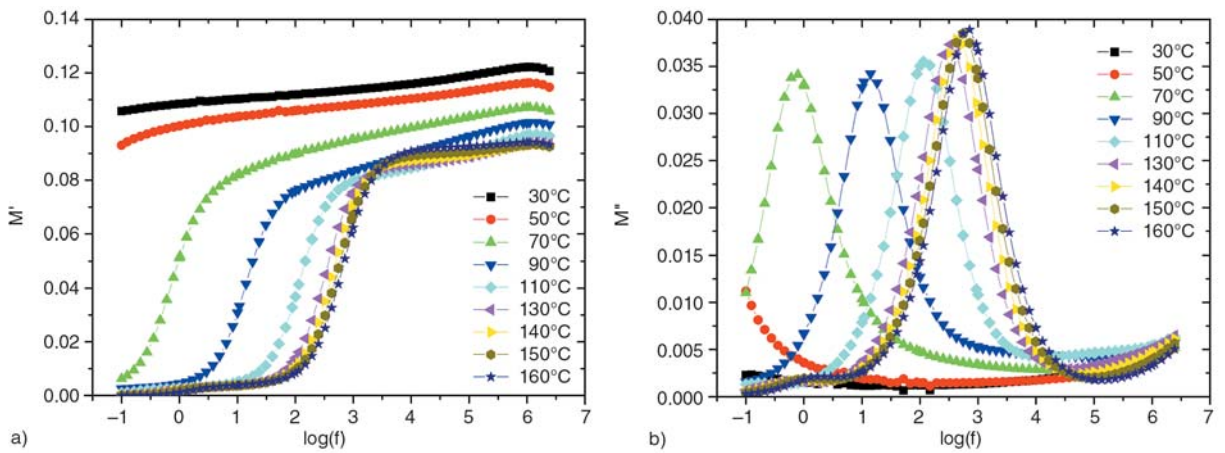 0.14
0.12
0.10
0.08
0.06
0.04
0.02
0.00
M'
30°C
50°C
70°C
90°C
110°C
130°C
140°C
150°C
160°C
−1 0 1 2 3 4 5 6 7
log(f)
a)
0.040
0.035
0.030
0.025
0.020
0.015
0.010
0.005
0.000
M"
30°C
50°C
70°C
90°C
110°C
130°C
140°C
150°C
160°C
−1 0 1 2 3 4 5 6 7
log(f)
b)